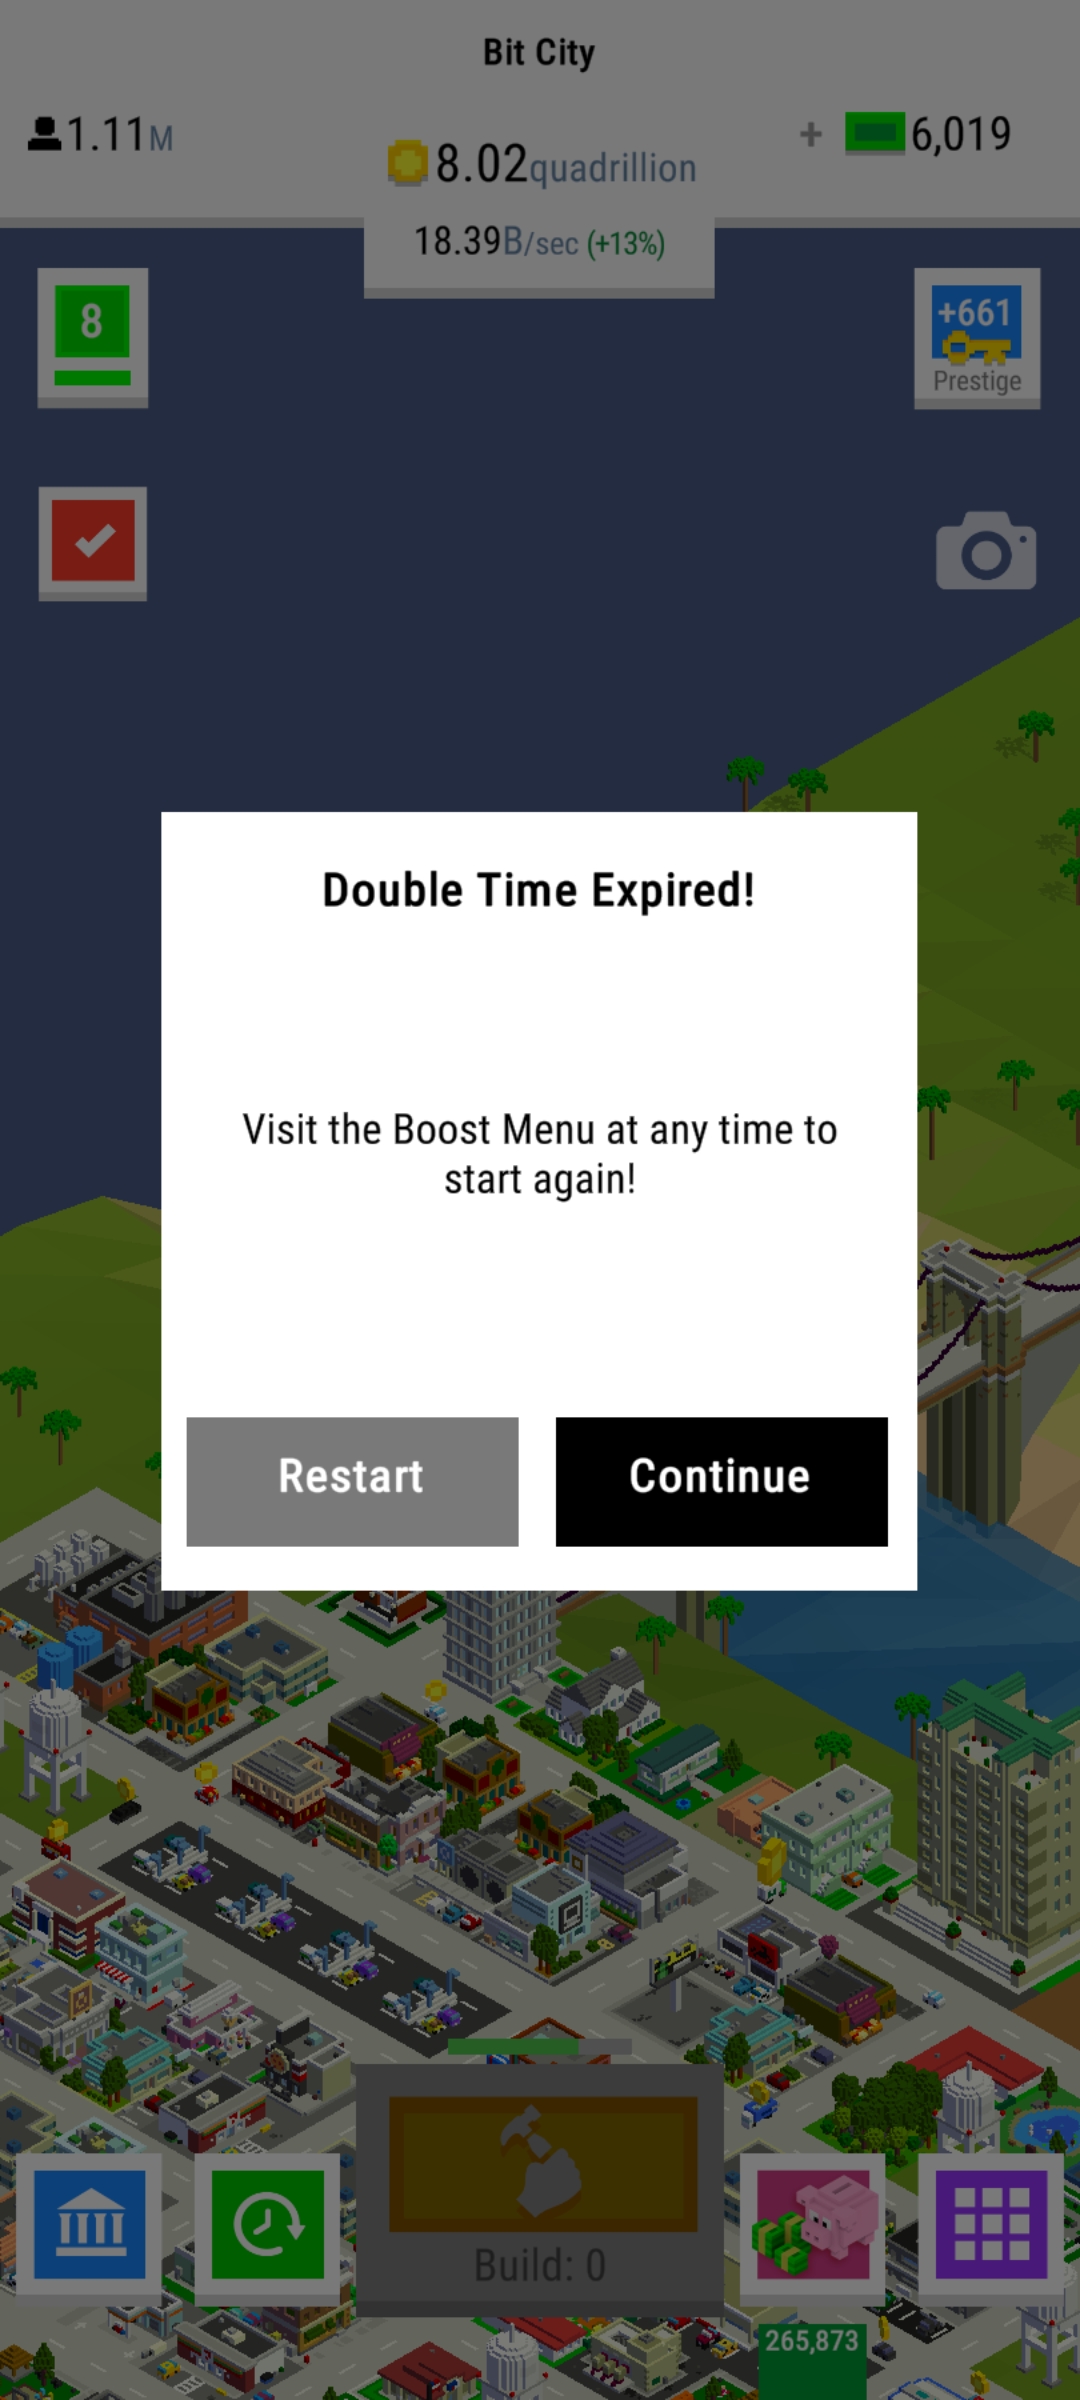 Bit City
1.11M
8.02quadrillion
+ 6,019
18.39B/sec (+13%)
8
+661
Prestige
Double Time Expired!
Visit the Boost Menu at any time to
start again!
Restart
Continue
Build: 0
265,873